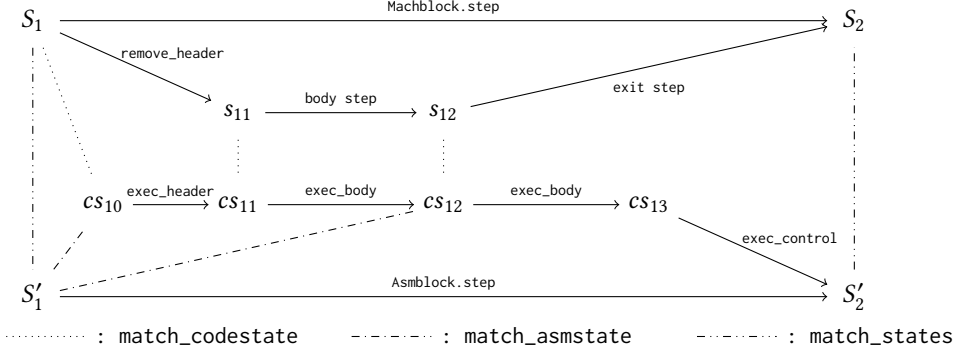 Machblock.step
S₁ S₂
remove_header
exit step
body step
s₁₁ s₁₂
exec_header exec_body exec_body
cs₁₀ cs₁₁ cs₁₂ cs₁₃
exec_control
Asmblock.step
S′₁ S′₂
: match_codestate : match_asmstate : match_states